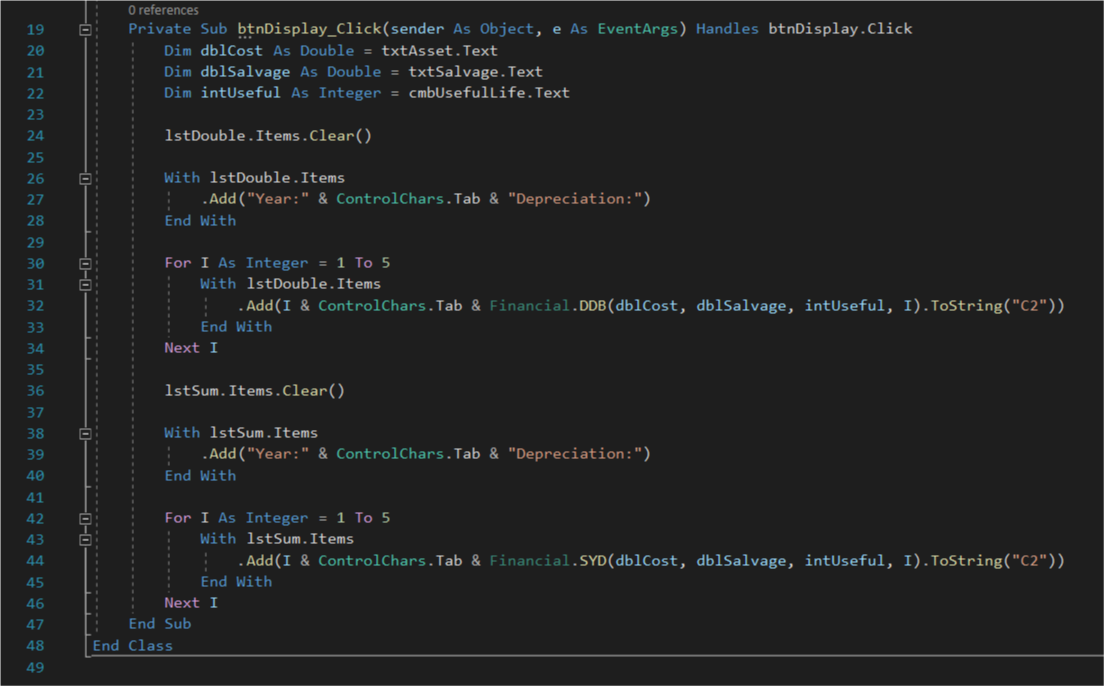 0 references
19 Private Sub btnDisplay_Click(sender As Object, e As EventArgs) Handles btnDisplay.Click
20 Dim dblCost As Double = txtAsset.Text
21 Dim dblSalvage As Double = txtSalvage.Text
22 Dim intUseful As Integer = cmbUsefulLife.Text
23
24 lstDouble.Items.Clear()
25
26 With lstDouble.Items
27 .Add("Year:" & ControlChars.Tab & "Depreciation:")
28 End With
29
30 For I As Integer = 1 To 5
31 With lstDouble.Items
32 .Add(I & ControlChars.Tab & Financial.DDB(dblCost, dblSalvage, intUseful, I).ToString("C2"))
33 End With
34 Next I
35
36 lstSum.Items.Clear()
37
38 With lstSum.Items
39 .Add("Year:" & ControlChars.Tab & "Depreciation:")
40 End With
41
42 For I As Integer = 1 To 5
43 With lstSum.Items
44 .Add(I & ControlChars.Tab & Financial.SYD(dblCost, dblSalvage, intUseful, I).ToString("C2"))
45 End With
46 Next I
47 End Sub
48 End Class
49